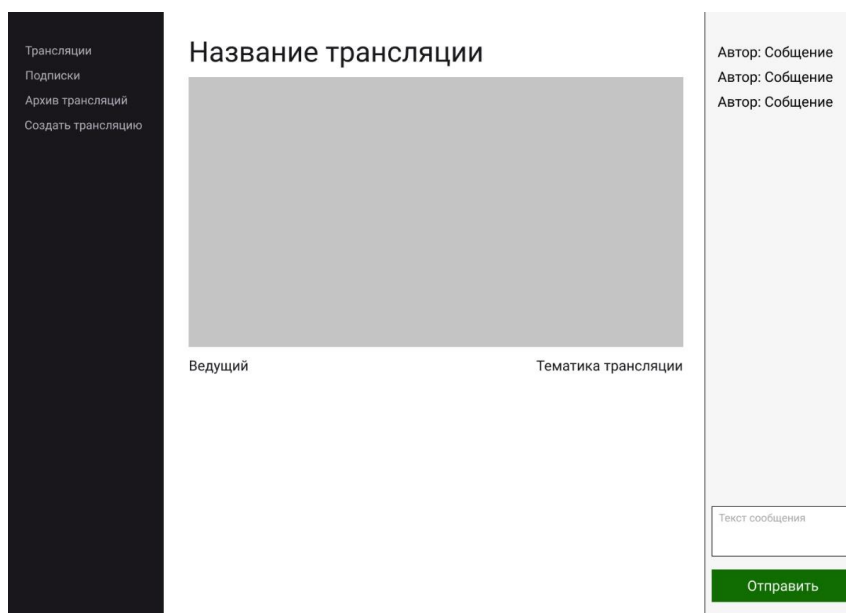 Трансляции
Подписки
Архив трансляций
Создать трансляцию
Название трансляции
Ведущий
Тематика трансляции
Автор: Собщение
Автор: Собщение
Автор: Собщение
Текст сообщения
Отправить